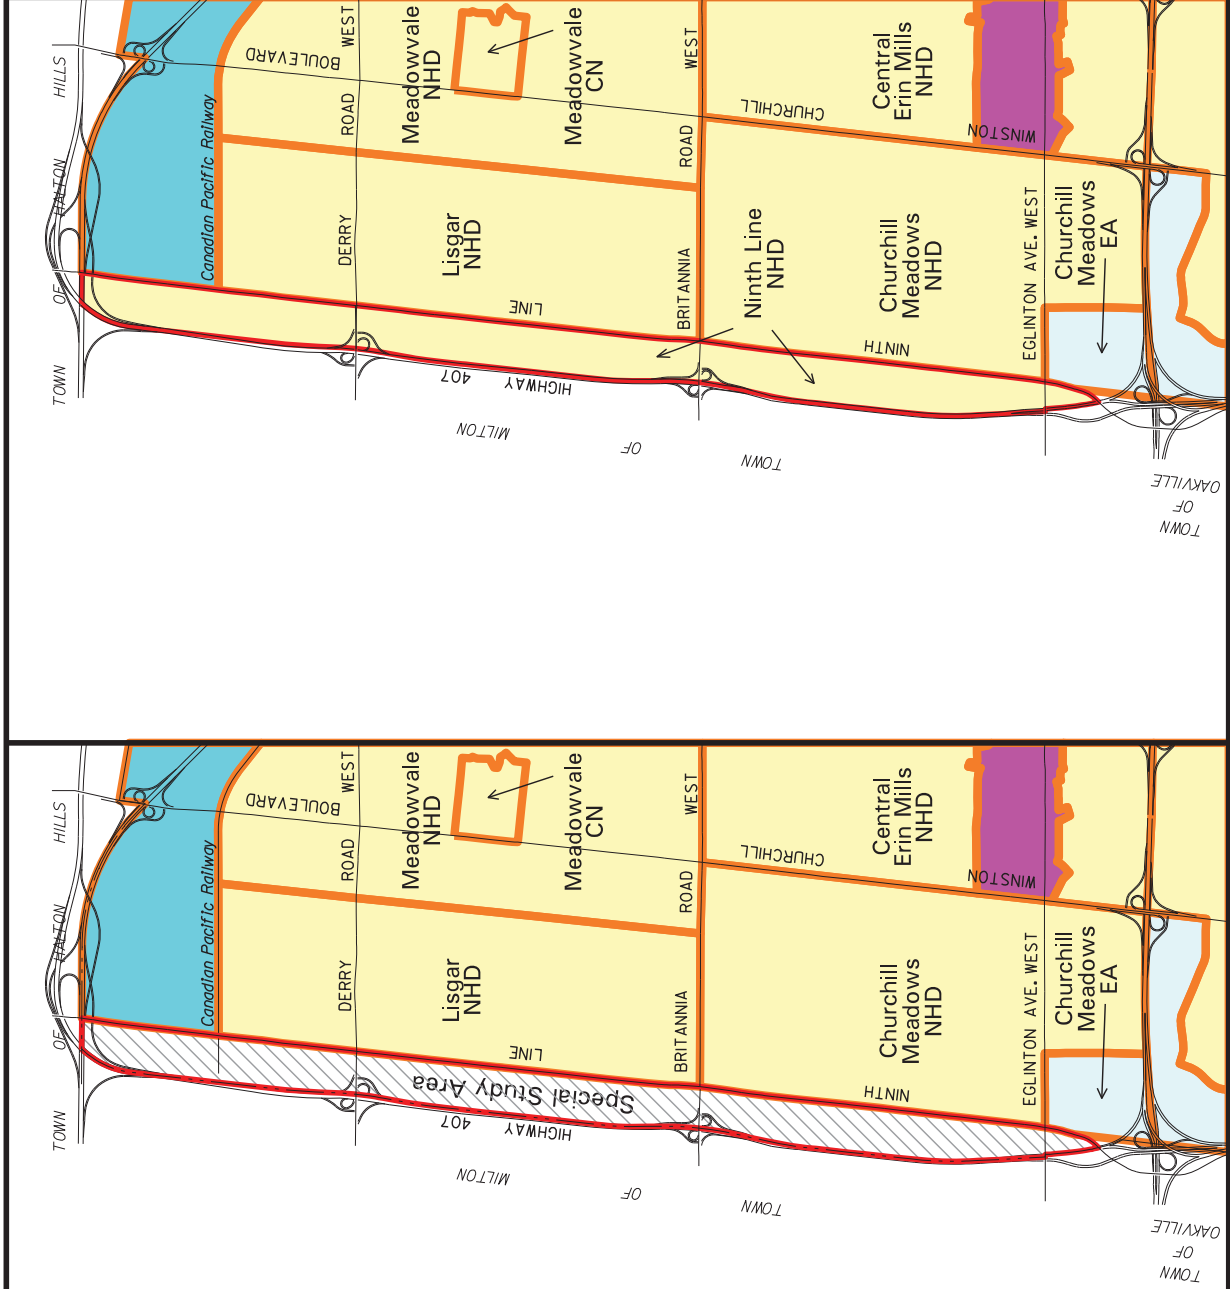 HILLS
HALTON
OF
TOWN
BOULEVARD
WEST
ROAD
DERRY
Canadian Pacific Railway
Meadowvale
NHD
Meadowvale
CN
WEST
ROAD
BRITANNIA
CHURCHILL
WINSTON
Central
Erin Mills
NHD
Lisgar
NHD
Ninth Line
NHD
Churchill
Meadows
NHD
EGLINTON AVE. WEST
Churchill
Meadows
EA
LINE
NINTH
407
HIGHWAY
MILTON
OF
TOWN
OAKVILLE
OF
TOWN
HILLS
HALTON
OF
TOWN
BOULEVARD
WEST
ROAD
DERRY
Canadian Pacific Railway
Meadowvale
NHD
Meadowvale
CN
WEST
ROAD
BRITANNIA
CHURCHILL
WINSTON
Central
Erin Mills
NHD
Lisgar
NHD
Churchill
Meadows
NHD
EGLINTON AVE. WEST
Churchill
Meadows
EA
LINE
NINTH
Special Study Area
407
HIGHWAY
MILTON
OF
TOWN
OAKVILLE
OF
TOWN